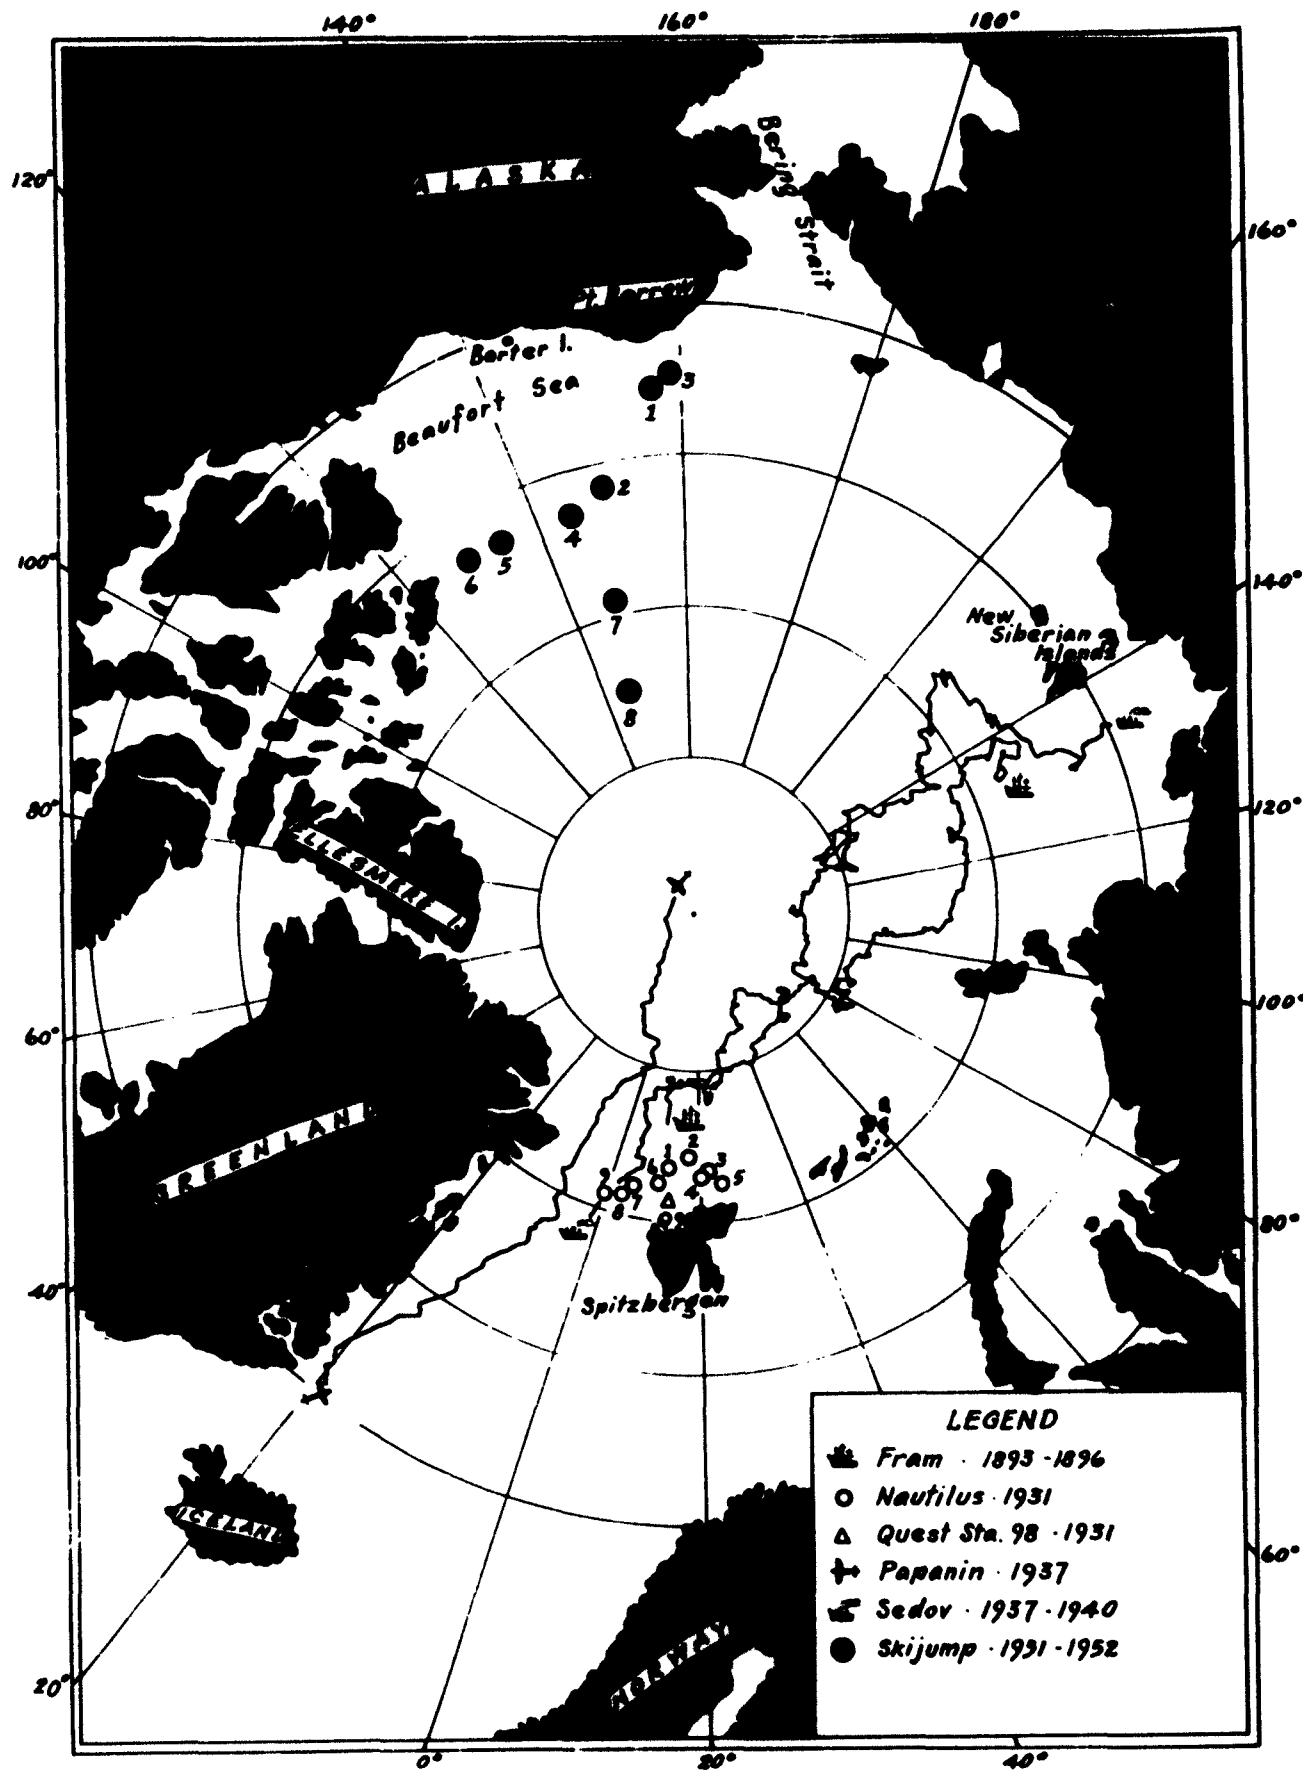 140° 160° 180°
120°
ALASKA
Bering Strait
160°
Pt. Barrow
Barter I.
Beaufort Sea
3
1
2
4
5
6
100°
140°
New
Siberian
Islands
7
8
80°
120°
ELLESMERE I.
100°
60°
GREENLAND
2
1
3
6
4
5
9
8
7
80°
40°
Spitzbergen
LEGEND
Fram · 1893 - 1896
Nautilus · 1931
ICELAND
Quest Sta. 98 · 1931
60°
Papanin · 1937
Sedov · 1937 - 1940
NORWAY
Skijump · 1951 - 1952
20°
0° 20° 40°